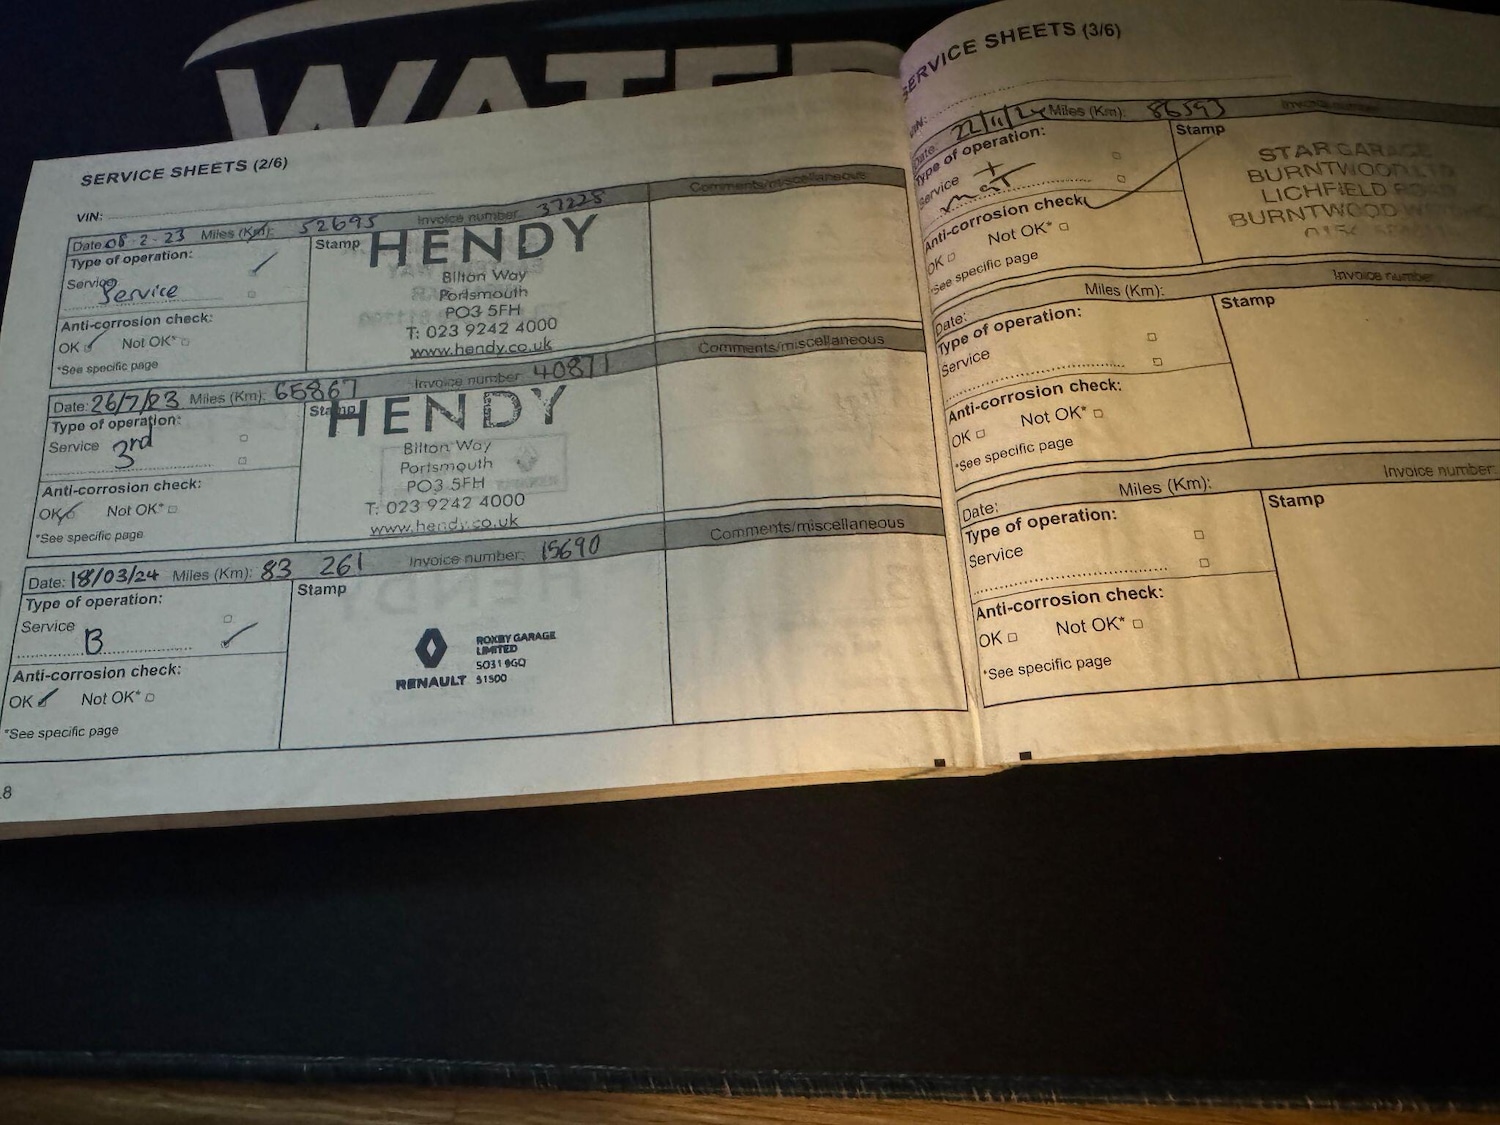 WATER
SERVICE SHEETS (2/6)
VIN:
Date: 08-2-23 Miles (Km): 52695 Invoice number: 37225 Comments/miscellaneous
Type of operation:
Service
Service
Anti-corrosion check:
OK Not OK*
*See specific page
Stamp
HENDY
Bilton Way
Portsmouth
PO3 5FH
T: 023 9242 4000
www.hendy.co.uk
Date: 26/7/23 Miles (Km): 65867 Invoice number: 40871 Comments/miscellaneous
Type of operation:
Service 3rd
Anti-corrosion check:
OK Not OK*
*See specific page
Stamp
HENDY
Bilton Way
Portsmouth
PO3 5FH
T: 023 9242 4000
www.hendy.co.uk
Date: 18/03/24 Miles (Km): 83 261 Invoice number: 15690 Comments/miscellaneous
Type of operation:
Service
B
Anti-corrosion check:
OK Not OK*
*See specific page
Stamp
RENAULT
ROXBY GARAGE
LIMITED
SO31 9GQ
51500
8
SERVICE SHEETS (3/6)
VIN:
Date: 22/11/24 Miles (Km): 86593 Invoice number
Type of operation:
Service +
MOT
Anti-corrosion check
OK Not OK*
*See specific page
Stamp
STAR GARAGE
BURNTWOOD LTD
LICHFIELD
BURNTWOOD
Date: Miles (Km): Invoice number
Type of operation:
Service
Anti-corrosion check:
OK Not OK*
*See specific page
Stamp
Date: Miles (Km): Invoice number:
Type of operation:
Service
Anti-corrosion check:
OK Not OK*
*See specific page
Stamp